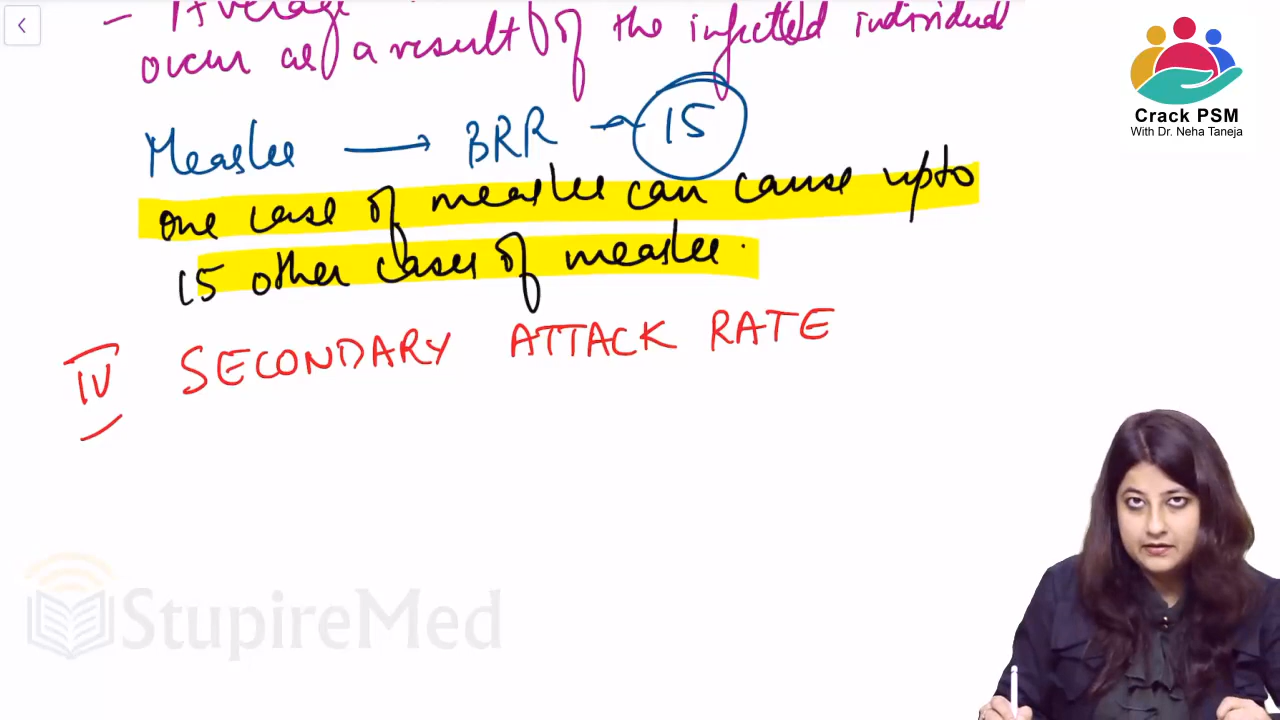 - Average
occur as a result of the infected individual
Measles → BRR → 15
one case of measles can cause upto
15 other cases of measles.
IV SECONDARY ATTACK RATE
Crack PSM
With Dr. Neha Taneja
StupireMed